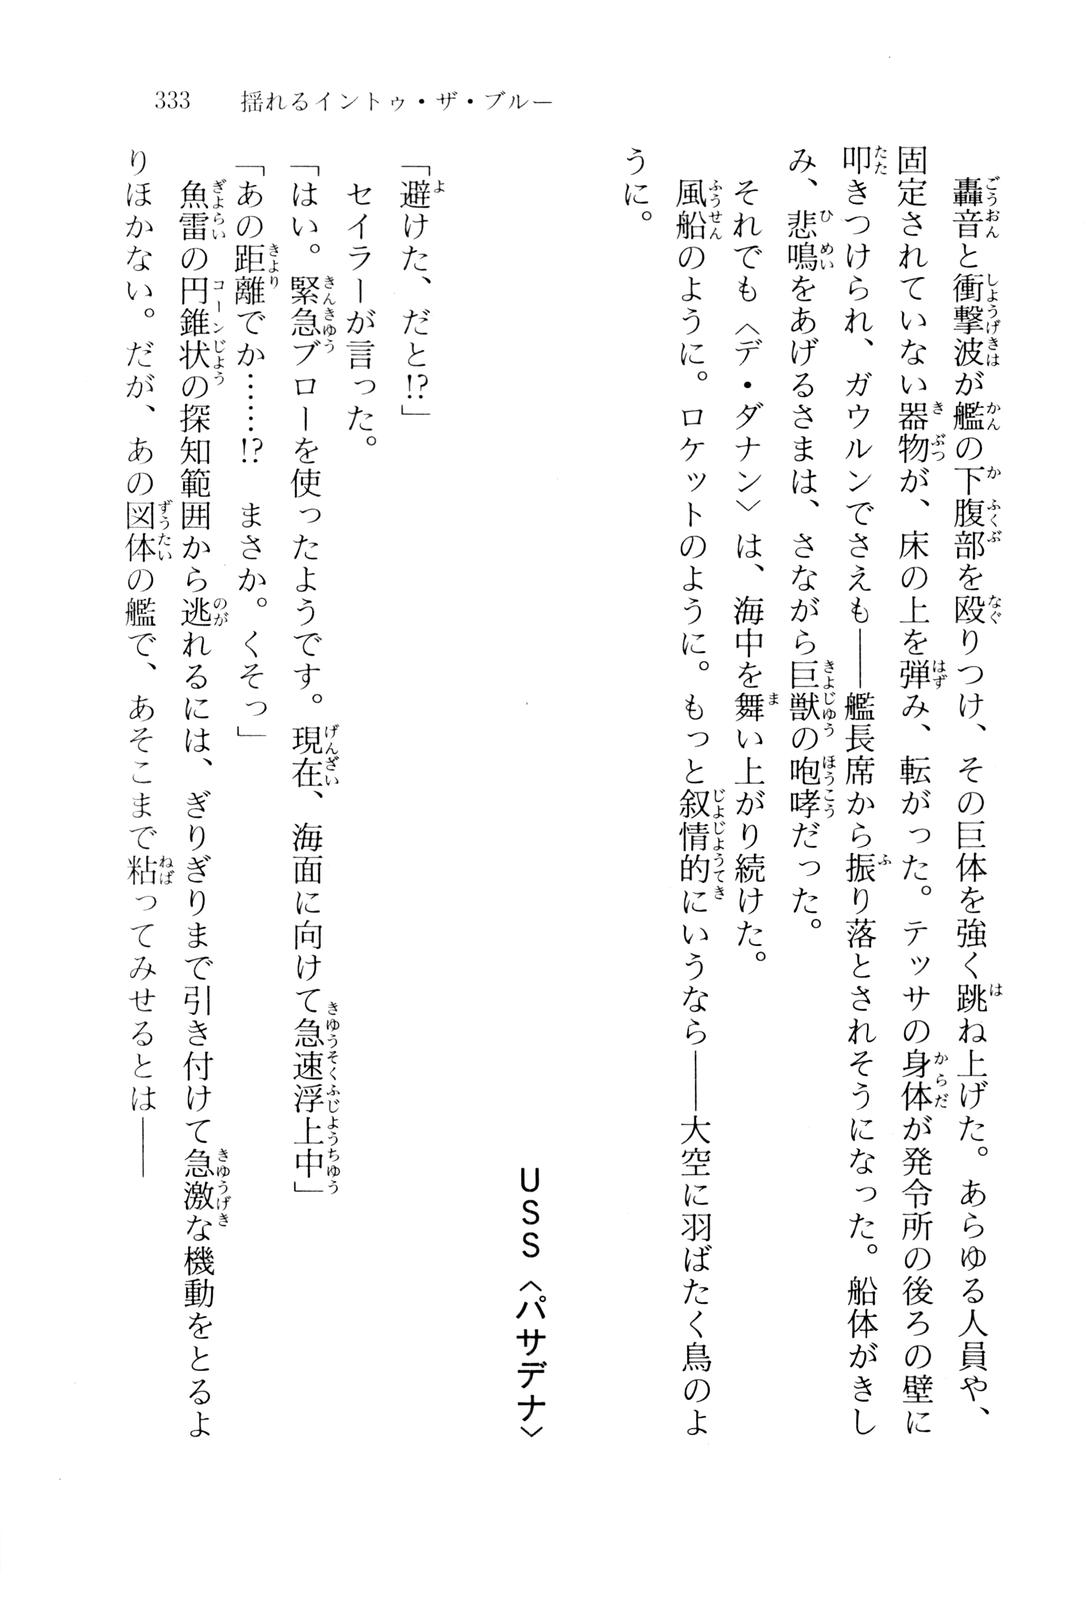 333　揺れるイントゥ・ザ・ブルー
　轟音と衝撃波が艦の下腹部を殴りつけ、その巨体を強く跳ね上げた。あらゆる人員や、
固定されていない器物が、床の上を弾み、転がった。テッサの身体が発令所の後ろの壁に
叩きつけられ、ガウルンでさえも――艦長席から振り落とされそうになった。船体がきし
み、悲鳴をあげるさまは、さながら巨獣の咆哮だった。
　それでも〈デ・ダナン〉は、海中を舞い上がり続けた。
　風船のように。ロケットのように。もっと叙情的にいうなら――大空に羽ばたく鳥のよ
うに。
USS〈パサデナ〉
「避けた、だと!?」
　セイラーが言った。
「はい。緊急ブローを使ったようです。現在、海面に向けて急速浮上中」
「あの距離でか……!?　まさか。くそっ」
　魚雷の円錐状の探知範囲から逃れるには、ぎりぎりまで引き付けて急激な機動をとるよ
りほかない。だが、あの図体の艦で、あそこまで粘ってみせるとは――